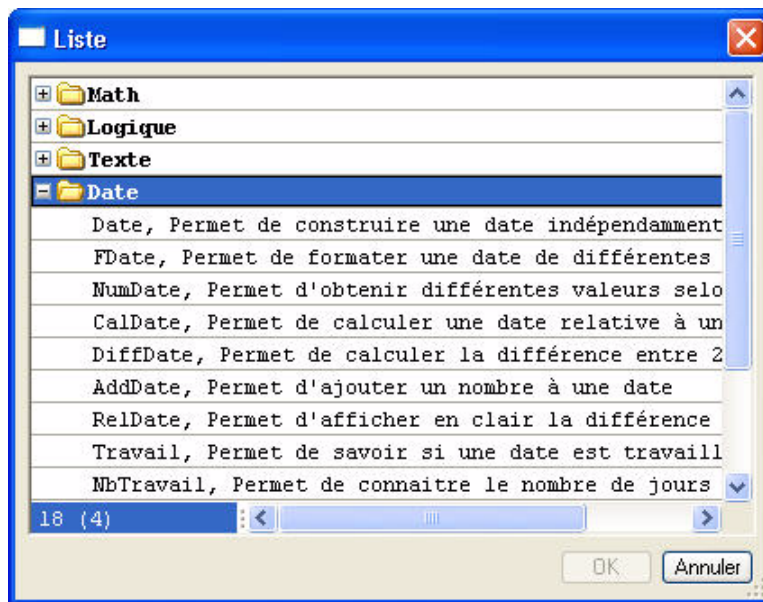 Liste
Math
Logique
Texte
Date
Date, Permet de construire une date indépendamment
FDate, Permet de formater une date de différentes
NumDate, Permet d'obtenir différentes valeurs selo
CalDate, Permet de calculer une date relative à un
DiffDate, Permet de calculer la différence entre 2
AddDate, Permet d'ajouter un nombre à une date
RelDate, Permet d'afficher en clair la différence
Travail, Permet de savoir si une date est travaill
NbTravail, Permet de connaitre le nombre de jours
18 (4)
OK Annuler